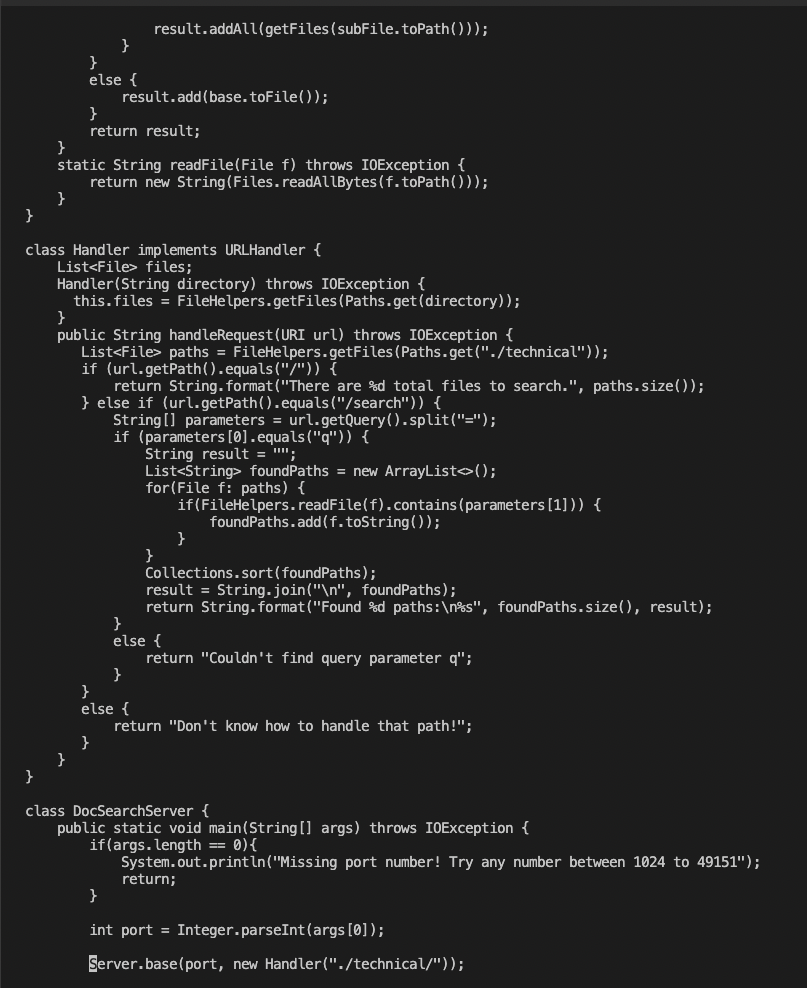 result.addAll(getFiles(subFile.toPath()));
            }
        }
        else {
            result.add(base.toFile());
        }
        return result;
    }
    static String readFile(File f) throws IOException {
        return new String(Files.readAllBytes(f.toPath()));
    }
}

class Handler implements URLHandler {
    List<File> files;
    Handler(String directory) throws IOException {
      this.files = FileHelpers.getFiles(Paths.get(directory));
    }
    public String handleRequest(URI url) throws IOException {
       List<File> paths = FileHelpers.getFiles(Paths.get("./technical"));
       if (url.getPath().equals("/")) {
           return String.format("There are %d total files to search.", paths.size());
       } else if (url.getPath().equals("/search")) {
           String[] parameters = url.getQuery().split("=");
           if (parameters[0].equals("q")) {
               String result = "";
               List<String> foundPaths = new ArrayList<>();
               for(File f: paths) {
                   if(FileHelpers.readFile(f).contains(parameters[1])) {
                       foundPaths.add(f.toString());
                   }
               }
               Collections.sort(foundPaths);
               result = String.join("\n", foundPaths);
               return String.format("Found %d paths:\n%s", foundPaths.size(), result);
           }
           else {
               return "Couldn't find query parameter q";
           }
       }
       else {
           return "Don't know how to handle that path!";
       }
    }
}

class DocSearchServer {
    public static void main(String[] args) throws IOException {
        if(args.length == 0){
            System.out.println("Missing port number! Try any number between 1024 to 49151");
            return;
        }

        int port = Integer.parseInt(args[0]);

        Server.base(port, new Handler("./technical/"));